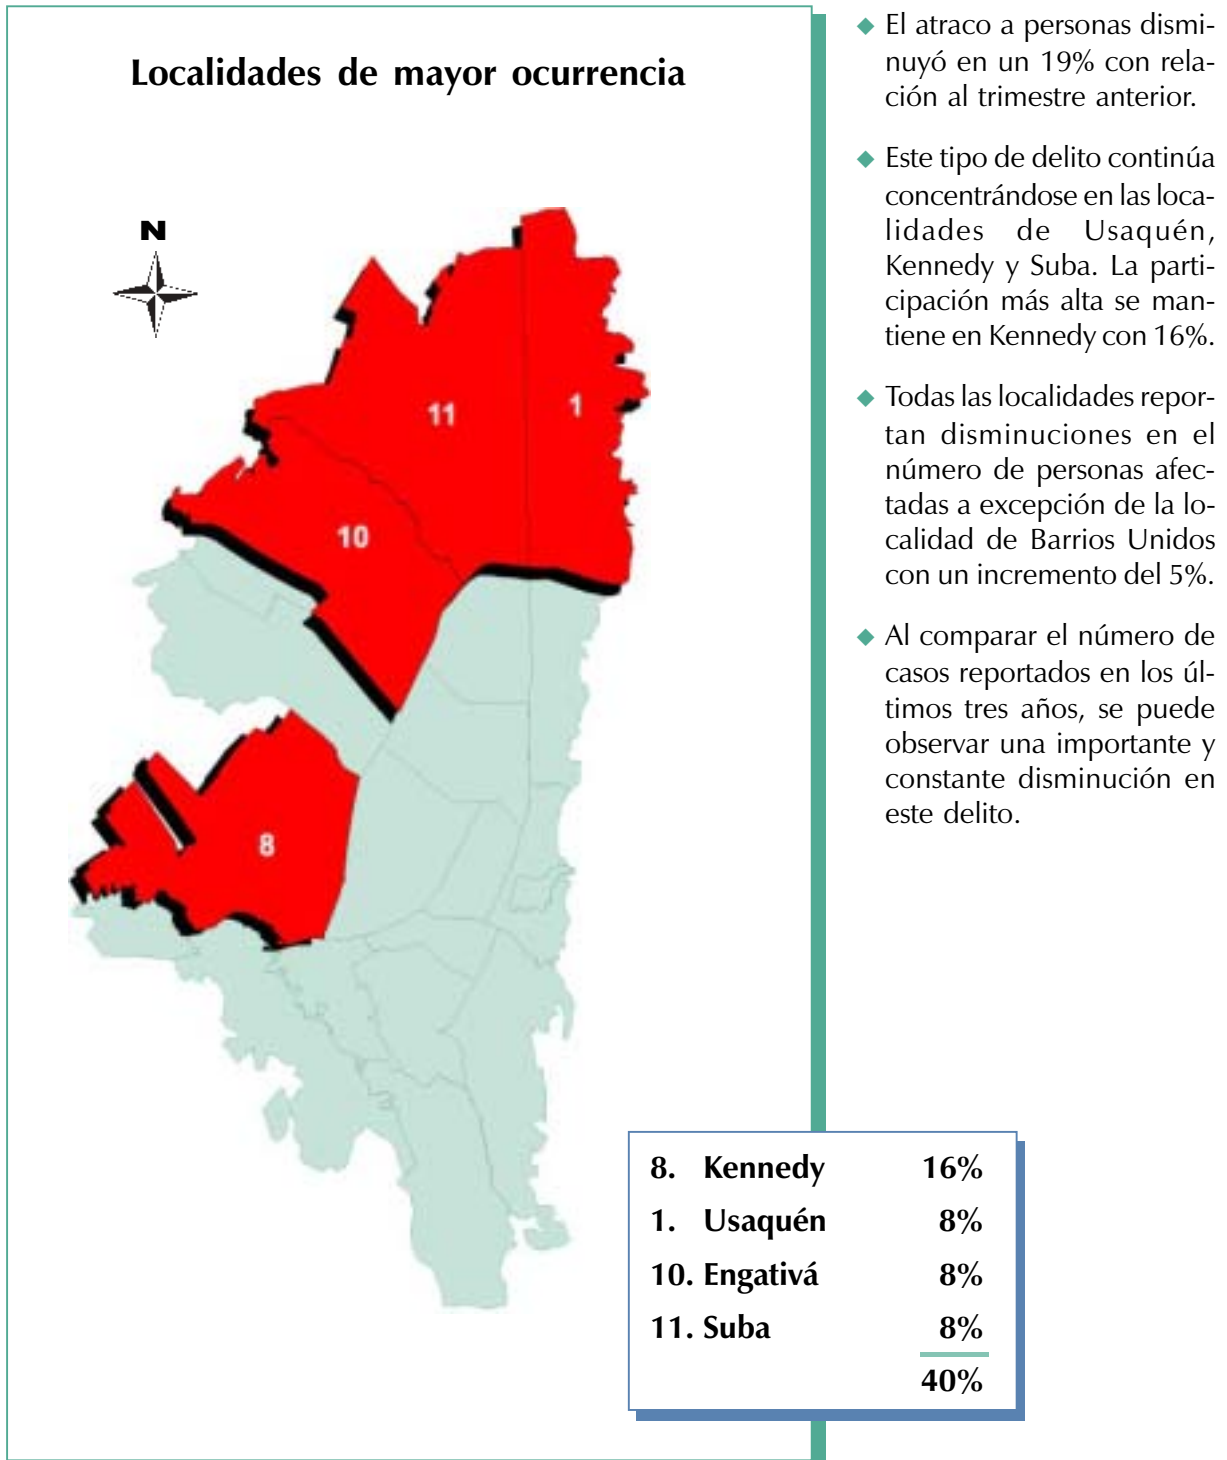 Localidades de mayor ocurrencia
N
11
1
10
8
8. Kennedy 16%
1. Usaquén 8%
10. Engativá 8%
11. Suba 8%
40%
◆ El atraco a personas dismi-
nuyó en un 19% con rela-
ción al trimestre anterior.
◆ Este tipo de delito continúa
concentrándose en las loca-
lidades de Usaquén,
Kennedy y Suba. La parti-
cipación más alta se man-
tiene en Kennedy con 16%.
◆ Todas las localidades repor-
tan disminuciones en el
número de personas afec-
tadas a excepción de la lo-
calidad de Barrios Unidos
con un incremento del 5%.
◆ Al comparar el número de
casos reportados en los úl-
timos tres años, se puede
observar una importante y
constante disminución en
este delito.